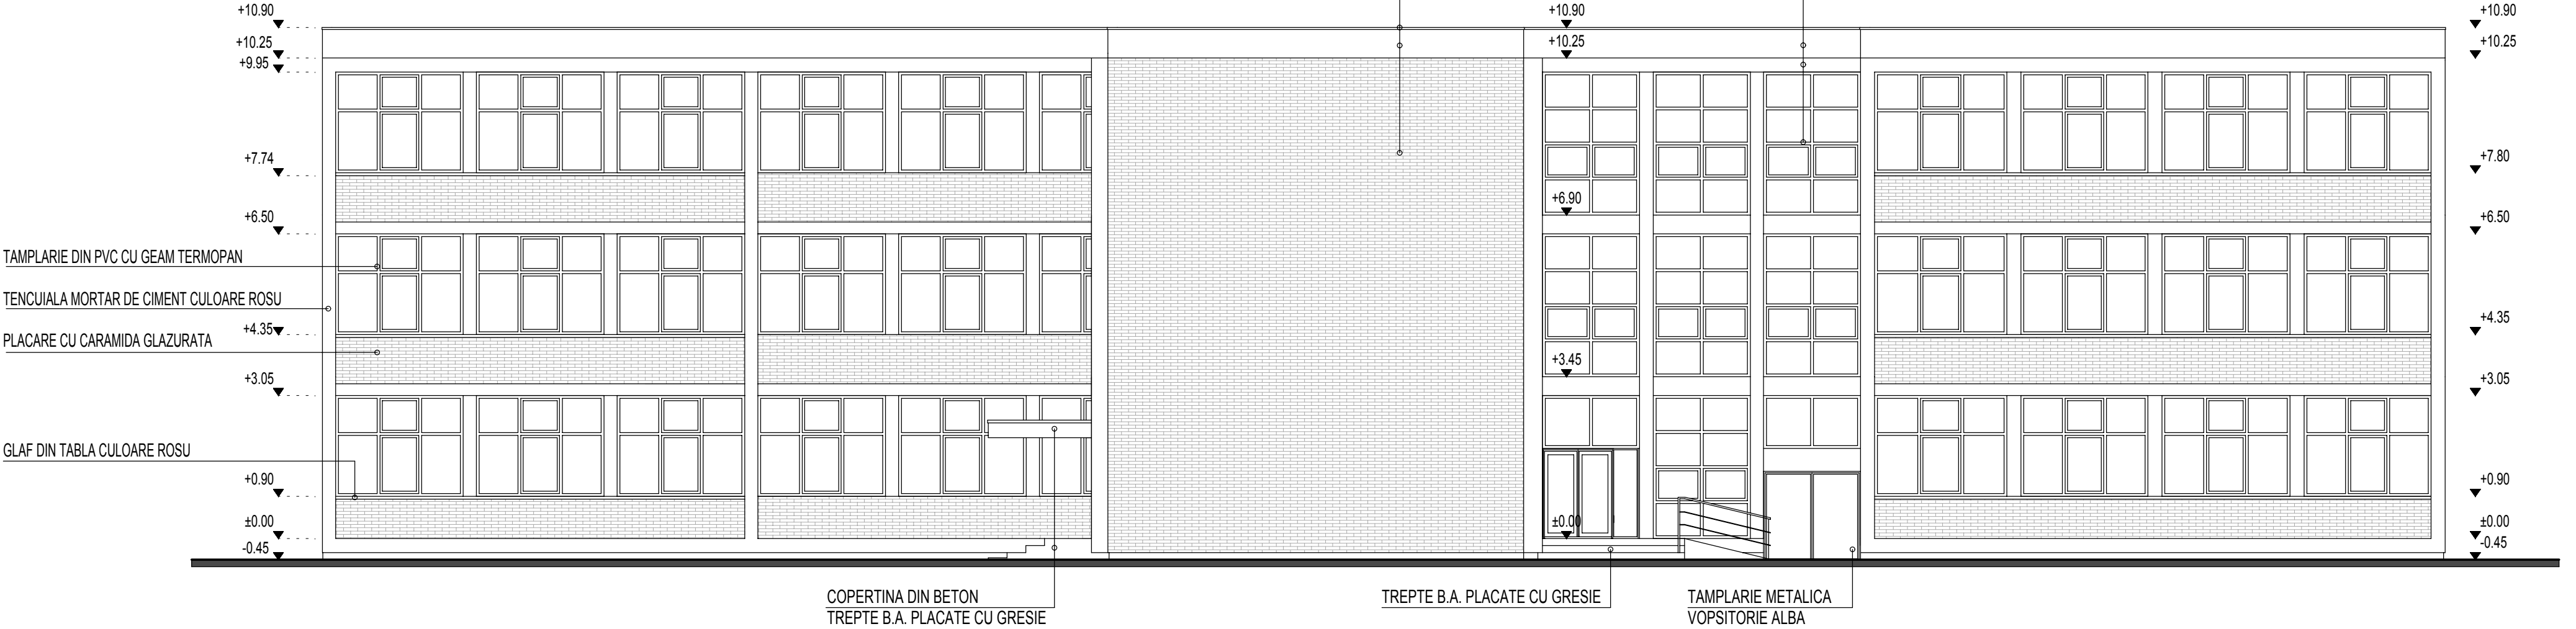 +10.90
+10.25
+9.95
+7.74
+6.50
TAMPLARIE DIN PVC CU GEAM TERMOPAN
TENCUIALA MORTAR DE CIMENT CULOARE ROSU
+4.35
PLACARE CU CARAMIDA GLAZURATA
+3.05
GLAF DIN TABLA CULOARE ROSU
+0.90
±0.00
-0.45
+10.90
+10.25
+6.90
+3.45
±0.00
+10.90
+10.25
+7.80
+6.50
+4.35
+3.05
+0.90
±0.00
-0.45
COPERTINA DIN BETON
TREPTE B.A. PLACATE CU GRESIE
TREPTE B.A. PLACATE CU GRESIE
TAMPLARIE METALICA
VOPSITORIE ALBA